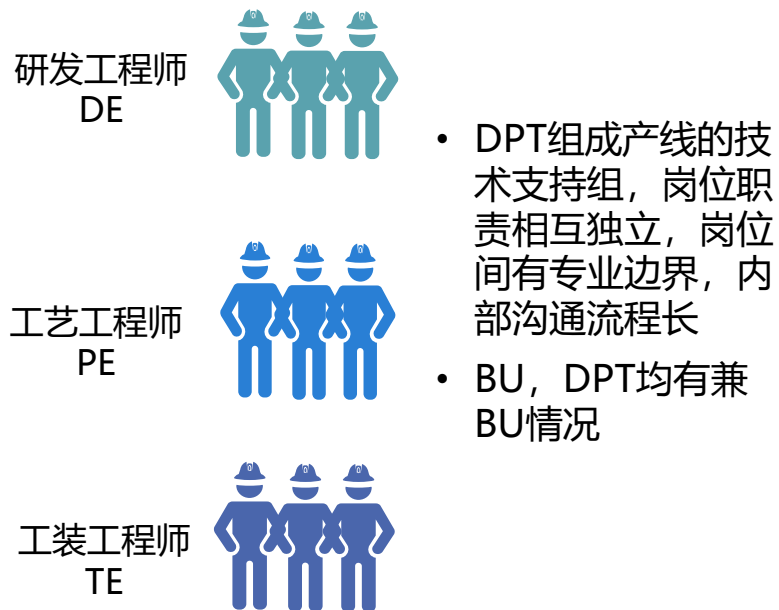 研发工程师
DE
工艺工程师
PE
工装工程师
TE
• DPT组成产线的技
术支持组，岗位职
责相互独立，岗位
间有专业边界，内
部沟通流程长
• BU，DPT均有兼
BU情况